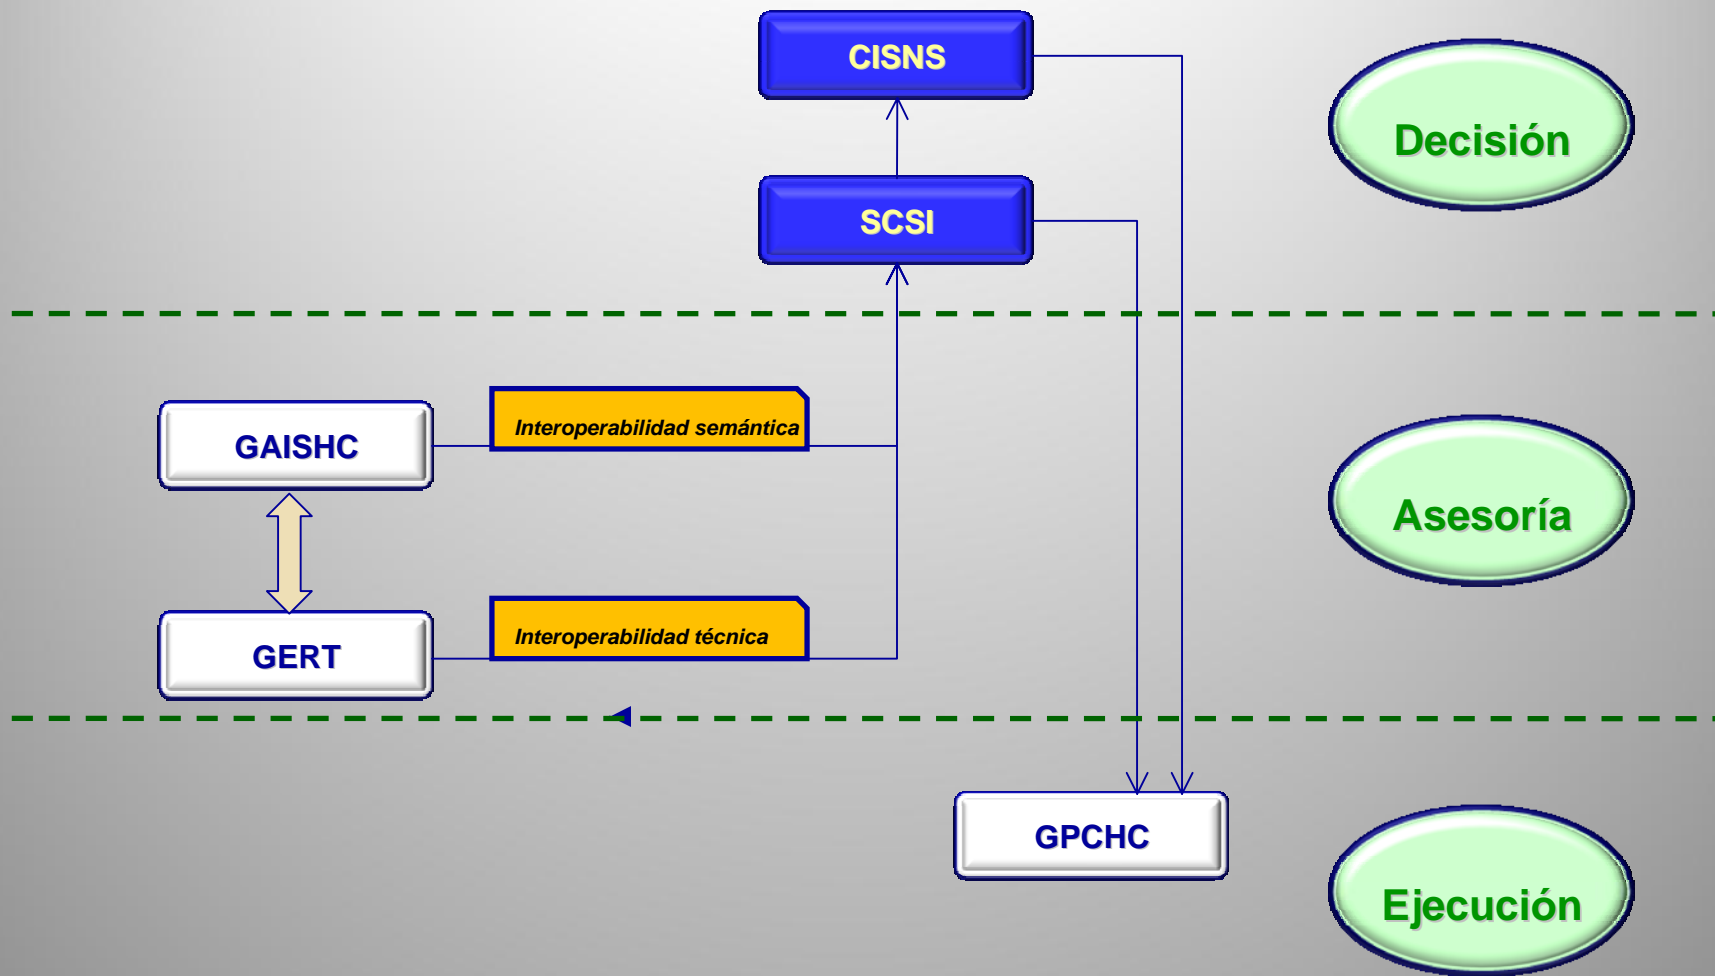 CISNS
Decisión
SCSI
Interoperabilidad semántica
GAISHC
Asesoría
Interoperabilidad técnica
GERT
GPCHC
Ejecución